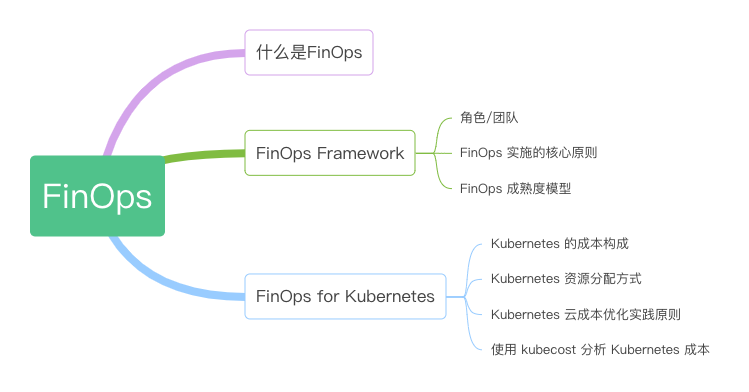 什么是FinOps
角色/团队
FinOps Framework
FinOps 实施的核心原则
FinOps 成熟度模型
FinOps
Kubernetes 的成本构成
Kubernetes 资源分配方式
FinOps for Kubernetes
Kubernetes 云成本优化实践原则
使用 kubecost 分析 Kubernetes 成本